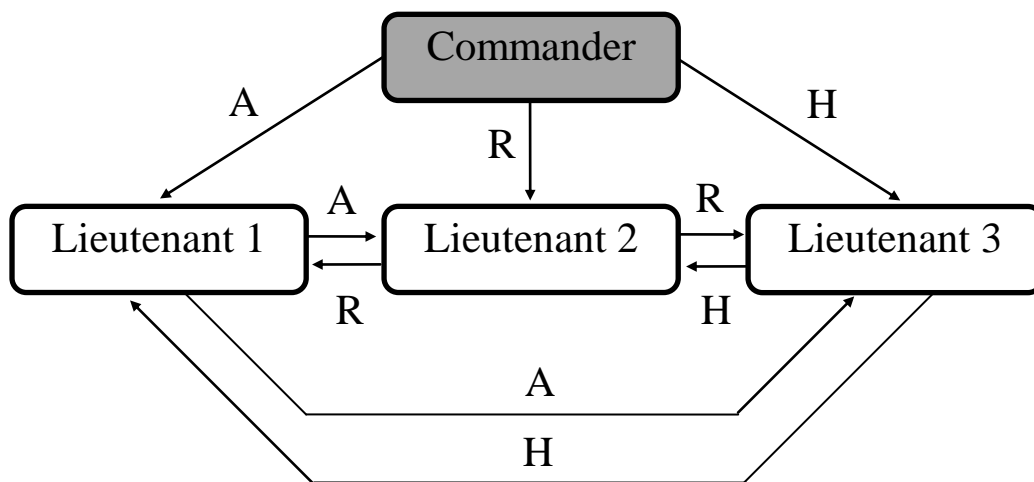 Commander
A
H
R
A
R
Lieutenant 1
Lieutenant 2
Lieutenant 3
R
H
A
H